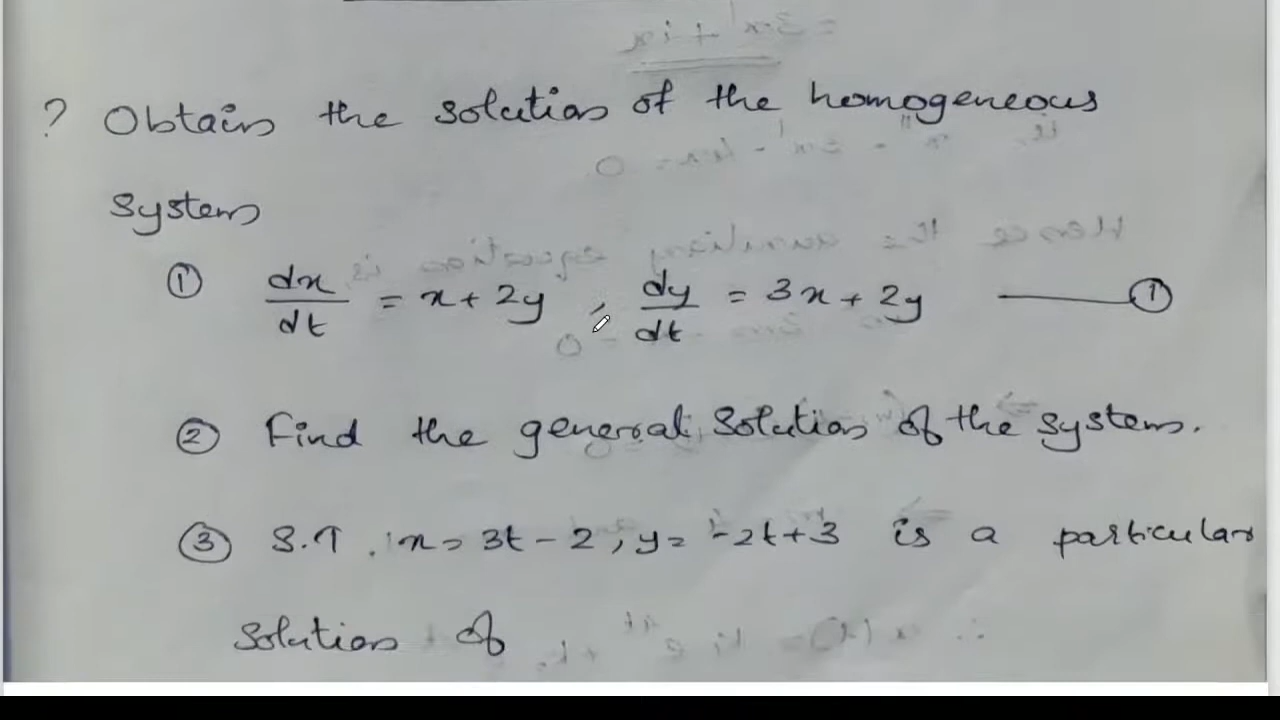 ? Obtain the solution of the homogeneous
system
① dx/dt = x + 2y , dy/dt = 3x + 2y —— ①
② Find the general solution of the system.
③ S.T. x = 3t - 2, y = -2t + 3 is a particular
solution of